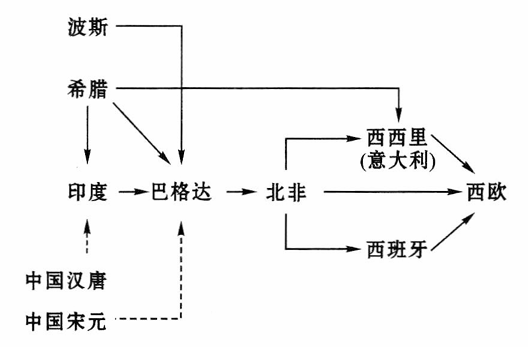 波斯
希腊
西西里
(意大利)
印度
巴格达
北非
西欧
西班牙
中国汉唐
中国宋元